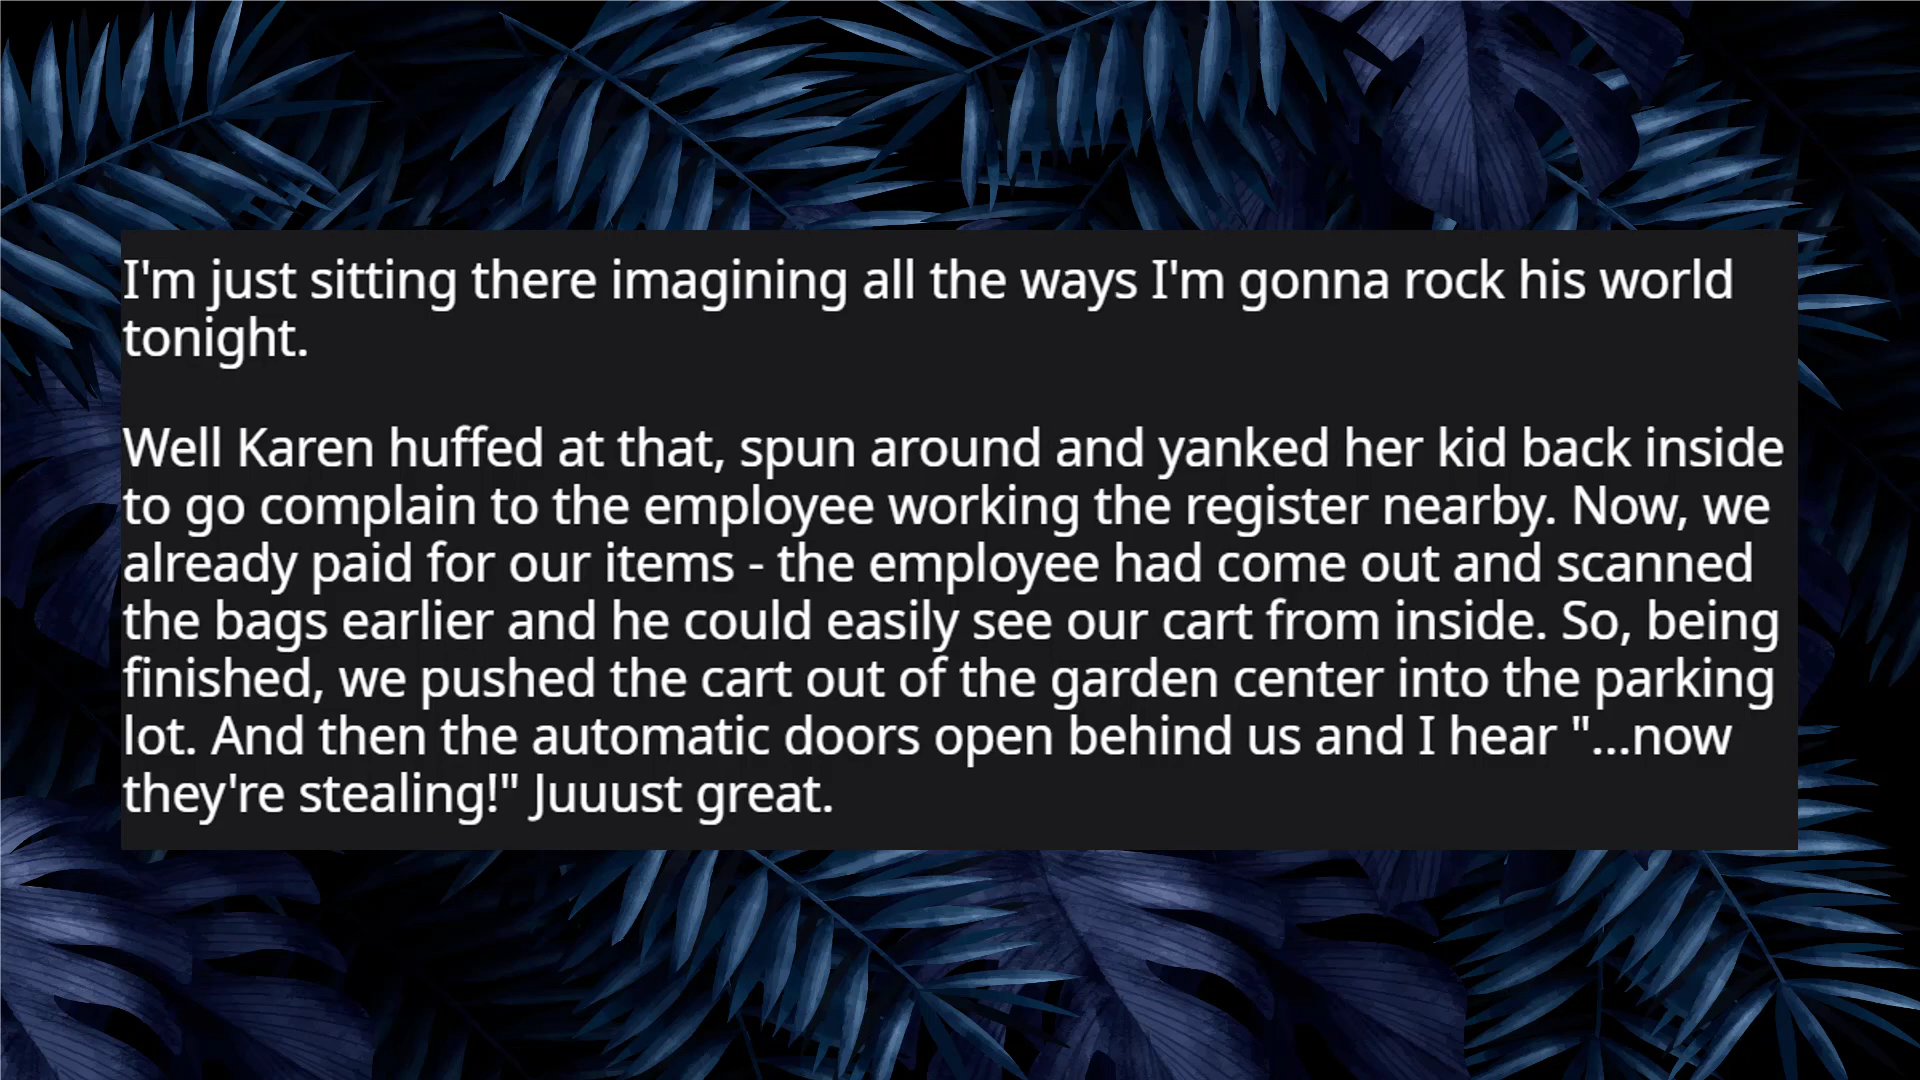 I'm just sitting there imagining all the ways I'm gonna rock his world
tonight.
Well Karen huffed at that, spun around and yanked her kid back inside
to go complain to the employee working the register nearby. Now, we
already paid for our items - the employee had come out and scanned
the bags earlier and he could easily see our cart from inside. So, being
finished, we pushed the cart out of the garden center into the parking
lot. And then the automatic doors open behind us and I hear "...now
they're stealing!" Juuust great.